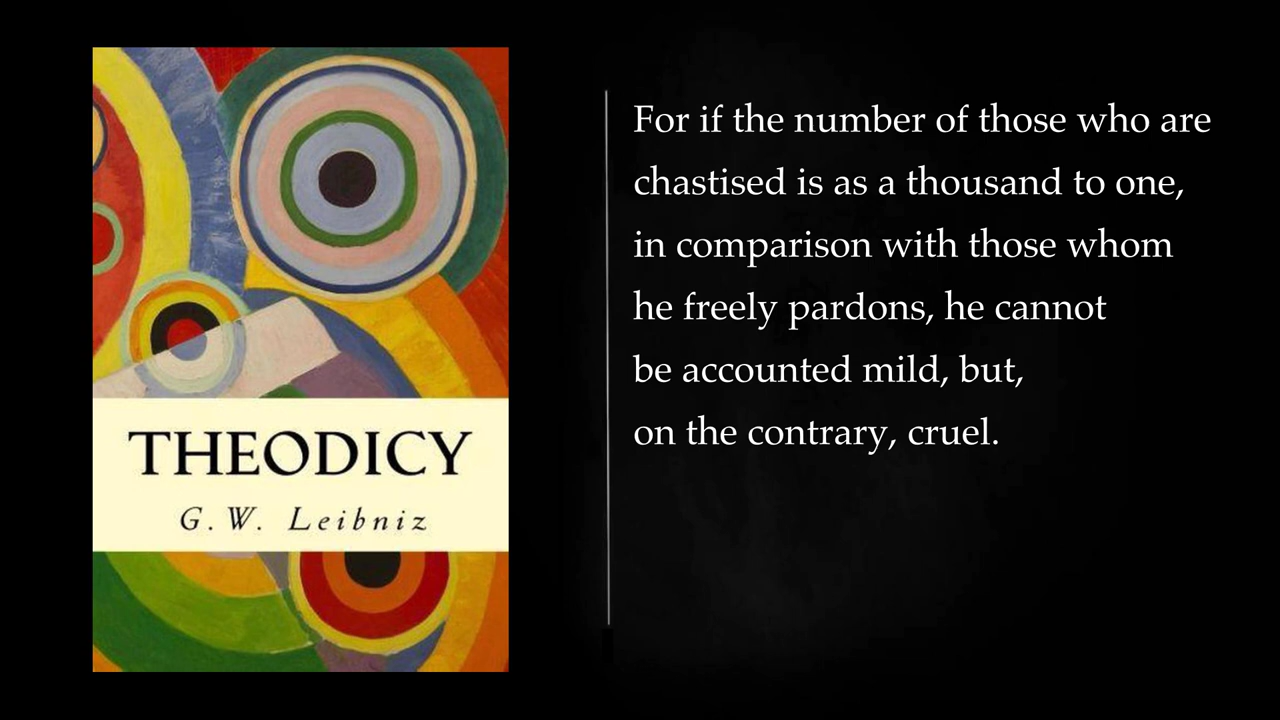 THEODICY
G. W. Leibniz
For if the number of those who are
chastised is as a thousand to one,
in comparison with those whom
he freely pardons, he cannot
be accounted mild, but,
on the contrary, cruel.